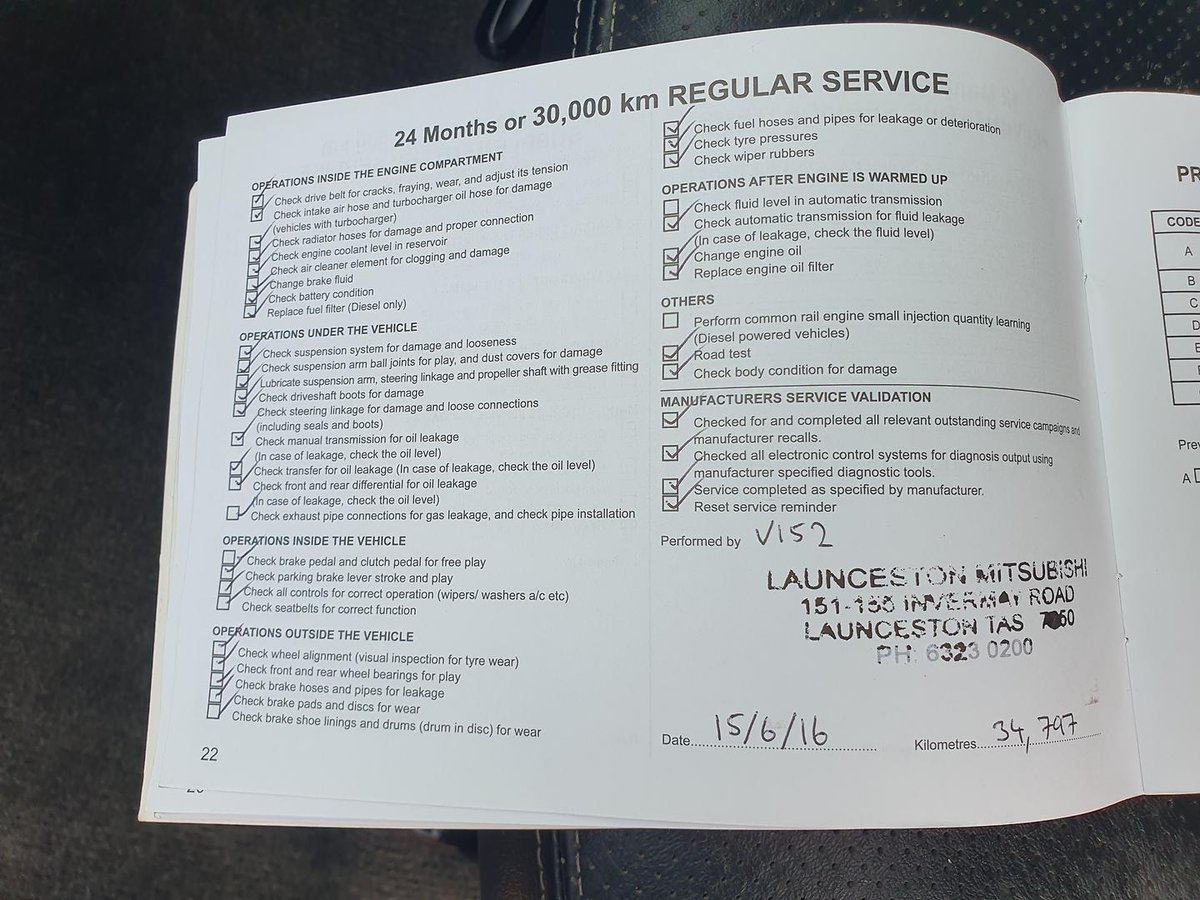 24 Months or 30,000 km REGULAR SERVICE
OPERATIONS INSIDE THE ENGINE COMPARTMENT
Check drive belt for cracks, fraying, wear, and adjust its tension
Check intake air hose and turbocharger oil hose for damage
(vehicles with turbocharger)
Check radiator hoses for damage and proper connection
Check engine coolant level in reservoir
Check air cleaner element for clogging and damage
Change brake fluid
Check battery condition
Replace fuel filter (Diesel only)
OPERATIONS UNDER THE VEHICLE
Check suspension system for damage and looseness
Check suspension arm ball joints for play, and dust covers for damage
Lubricate suspension arm, steering linkage and propeller shaft with grease fitting
Check driveshaft boots for damage
Check steering linkage for damage and loose connections
(including seals and boots)
Check manual transmission for oil leakage
(In case of leakage, check the oil level)
Check transfer for oil leakage (In case of leakage, check the oil level)
Check front and rear differential for oil leakage
(In case of leakage, check the oil level)
Check exhaust pipe connections for gas leakage, and check pipe installation
OPERATIONS INSIDE THE VEHICLE
Check brake pedal and clutch pedal for free play
Check parking brake lever stroke and play
Check all controls for correct operation (wipers/ washers a/c etc)
Check seatbelts for correct function
OPERATIONS OUTSIDE THE VEHICLE
Check wheel alignment (visual inspection for tyre wear)
Check front and rear wheel bearings for play
Check brake hoses and pipes for leakage
Check brake pads and discs for wear
Check brake shoe linings and drums (drum in disc) for wear
22
Check fuel hoses and pipes for leakage or deterioration
Check tyre pressures
Check wiper rubbers
OPERATIONS AFTER ENGINE IS WARMED UP
Check fluid level in automatic transmission
Check automatic transmission for fluid leakage
(In case of leakage, check the fluid level)
Change engine oil
Replace engine oil filter
OTHERS
Perform common rail engine small injection quantity learning
(Diesel powered vehicles)
Road test
Check body condition for damage
MANUFACTURERS SERVICE VALIDATION
Checked for and completed all relevant outstanding service campaigns and
manufacturer recalls.
Checked all electronic control systems for diagnosis output using
manufacturer specified diagnostic tools.
Service completed as specified by manufacturer.
Reset service reminder
Performed by V152
LAUNCESTON MITSUBISHI
INVERMAY ROAD
LAUNCESTON TAS
PH: 6323 0200
Date 15/6/16
Kilometres 34,797
PR
CODE
A
B
C
D
E
Prev
A